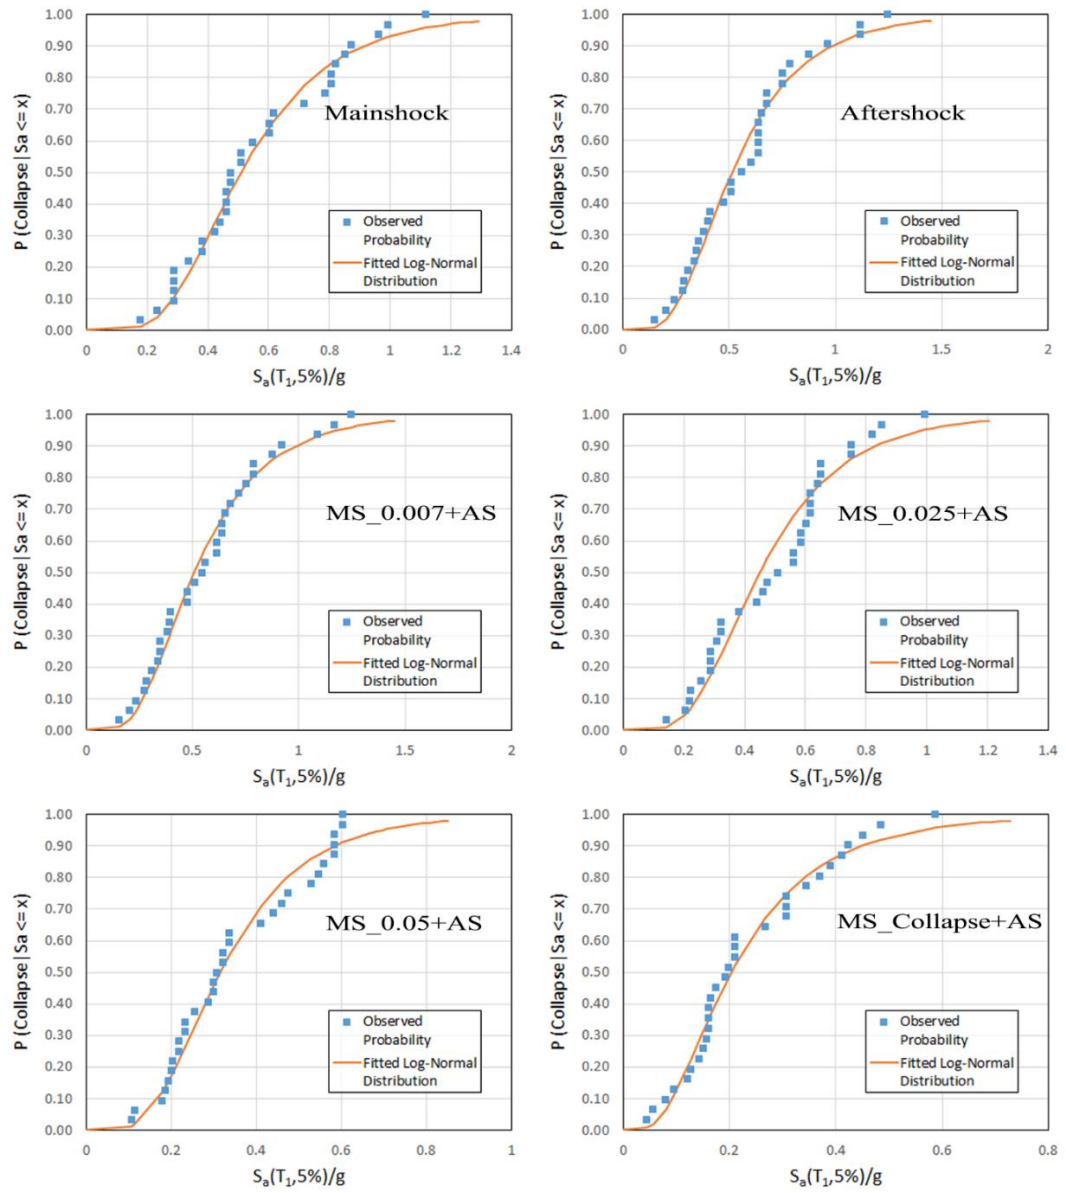 1.00
0.90
0.80
0.70
0.60
0.50
0.40
0.30
0.20
0.10
0.00
P (Collapse|Sa <= x)
Mainshock
Observed
Probability
Fitted Log-Normal
Distribution
0 0.2 0.4 0.6 0.8 1 1.2 1.4
Sa(T1,5%)/g
1.00
0.90
0.80
0.70
0.60
0.50
0.40
0.30
0.20
0.10
0.00
P (Collapse|Sa <= x)
Aftershock
Observed
Probability
Fitted Log-Normal
Distribution
0 0.5 1 1.5 2
Sa(T1,5%)/g
1.00
0.90
0.80
0.70
0.60
0.50
0.40
0.30
0.20
0.10
0.00
P (Collapse|Sa <= x)
MS_0.007+AS
Observed
Probability
Fitted Log-Normal
Distribution
0 0.5 1 1.5 2
Sa(T1,5%)/g
1.00
0.90
0.80
0.70
0.60
0.50
0.40
0.30
0.20
0.10
0.00
P (Collapse|Sa <= x)
MS_0.025+AS
Observed
Probability
Fitted Log-Normal
Distribution
0 0.2 0.4 0.6 0.8 1 1.2 1.4
Sa(T1,5%)/g
1.00
0.90
0.80
0.70
0.60
0.50
0.40
0.30
0.20
0.10
0.00
P (Collapse|Sa <= x)
MS_0.05+AS
Observed
Probability
Fitted Log-Normal
Distribution
0 0.2 0.4 0.6 0.8 1
Sa(T1,5%)/g
1.00
0.90
0.80
0.70
0.60
0.50
0.40
0.30
0.20
0.10
0.00
P (Collapse|Sa <= x)
MS_Collapse+AS
Observed
Probability
Fitted Log-Normal
Distribution
0 0.2 0.4 0.6 0.8
Sa(T1,5%)/g